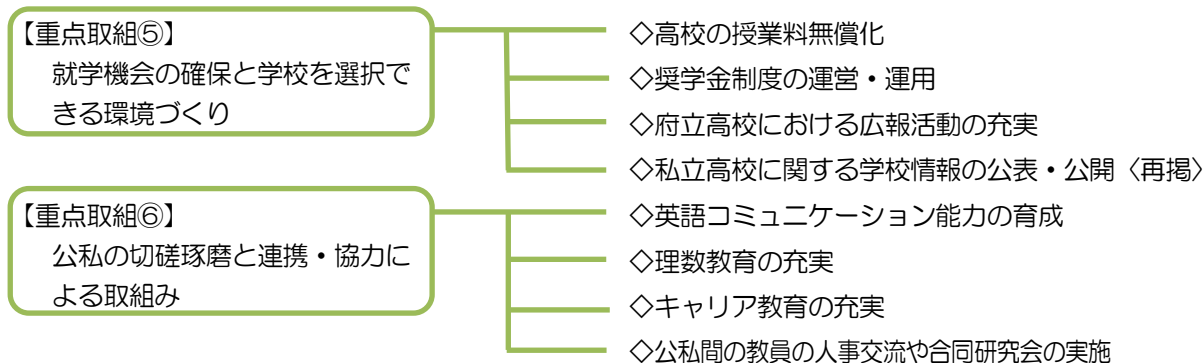 【重点取組⑤】
就学機会の確保と学校を選択で
きる環境づくり
◇高校の授業料無償化
◇奨学金制度の運営・運用
◇府立高校における広報活動の充実
◇私立高校に関する学校情報の公表・公開〈再掲〉
【重点取組⑥】
公私の切磋琢磨と連携・協力に
よる取組み
◇英語コミュニケーション能力の育成
◇理数教育の充実
◇キャリア教育の充実
◇公私間の教員の人事交流や合同研究会の実施